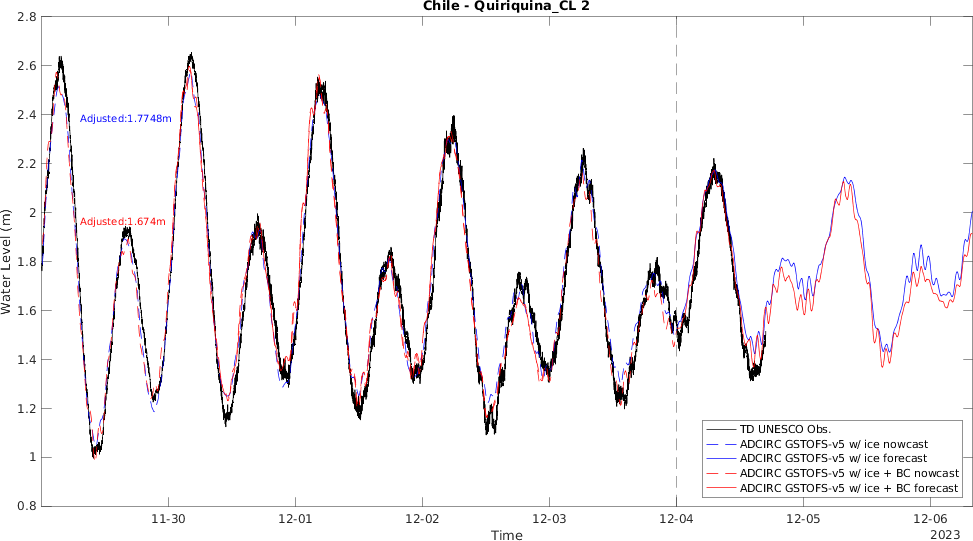 Chile - Quiriquina_CL 2
2.8
2.6
2.4
2.2
2
1.8
1.6
1.4
1.2
1
0.8
Water Level (m)
Adjusted:1.7748m
Adjusted:1.674m
TD UNESCO Obs.
ADCIRC GSTOFS-v5 w/ ice nowcast
ADCIRC GSTOFS-v5 w/ ice forecast
ADCIRC GSTOFS-v5 w/ ice + BC nowcast
ADCIRC GSTOFS-v5 w/ ice + BC forecast
11-30 12-01 12-02 12-03 12-04 12-05 12-06
Time
2023